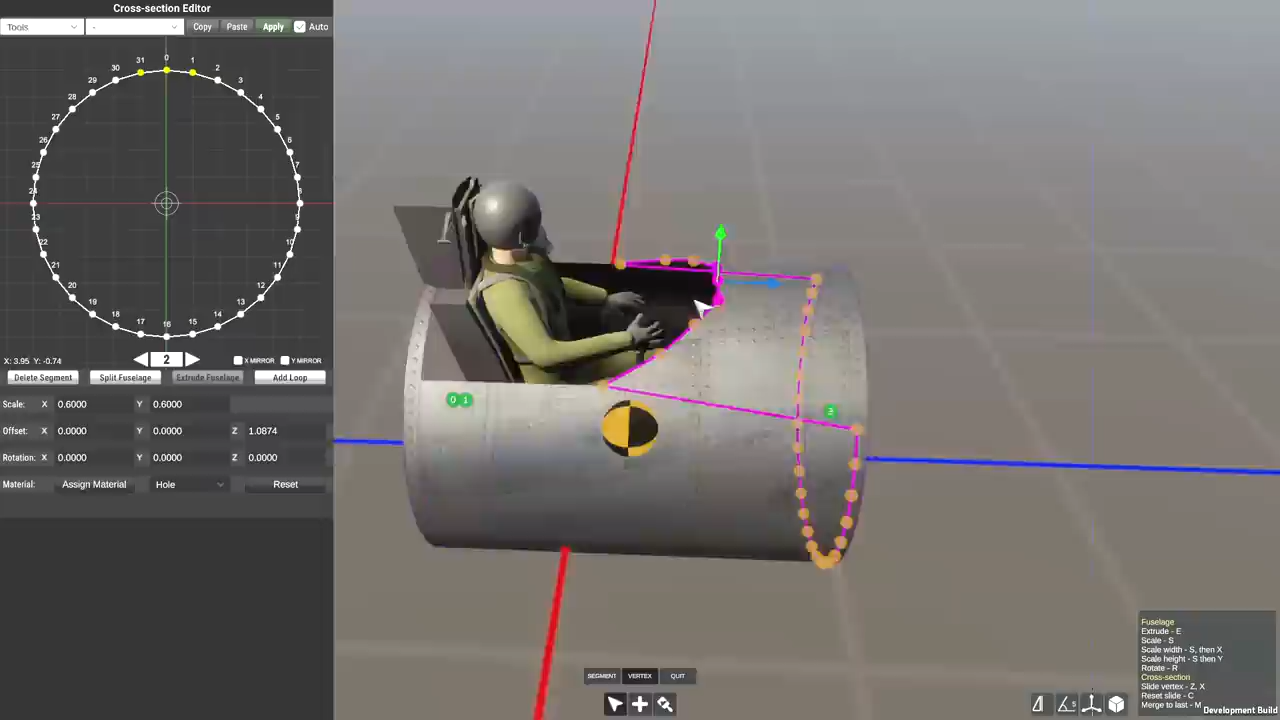 Cross-section Editor
Tools - Copy Paste Apply Auto
31 0 1
30 2
29 3
28 4
27 5
26 6
25 7
24 8
23 9
22 10
21 11
20 12
19 13
18 14
17 16 15
X: 3.95 Y: -0.74 2 X MIRROR Y MIRROR
Delete Segment Split Fuselage Extrude Fuselage Add Loop
Scale: X 0.6000 Y 0.6000
Offset: X 0.0000 Y 0.0000 Z 1.0874
Rotation: X 0.0000 Y 0.0000 Z 0.0000
Material: Assign Material Hole Reset
0 1
3
SEGMENT VERTEX QUIT
Fuselage
Extrude - E
Scale - S
Scale width - S, then X
Scale height - S then Y
Rotate - R
Cross-section
Slide vertex - Z, X
Reset slide - C
Merge to last - M
Development Build